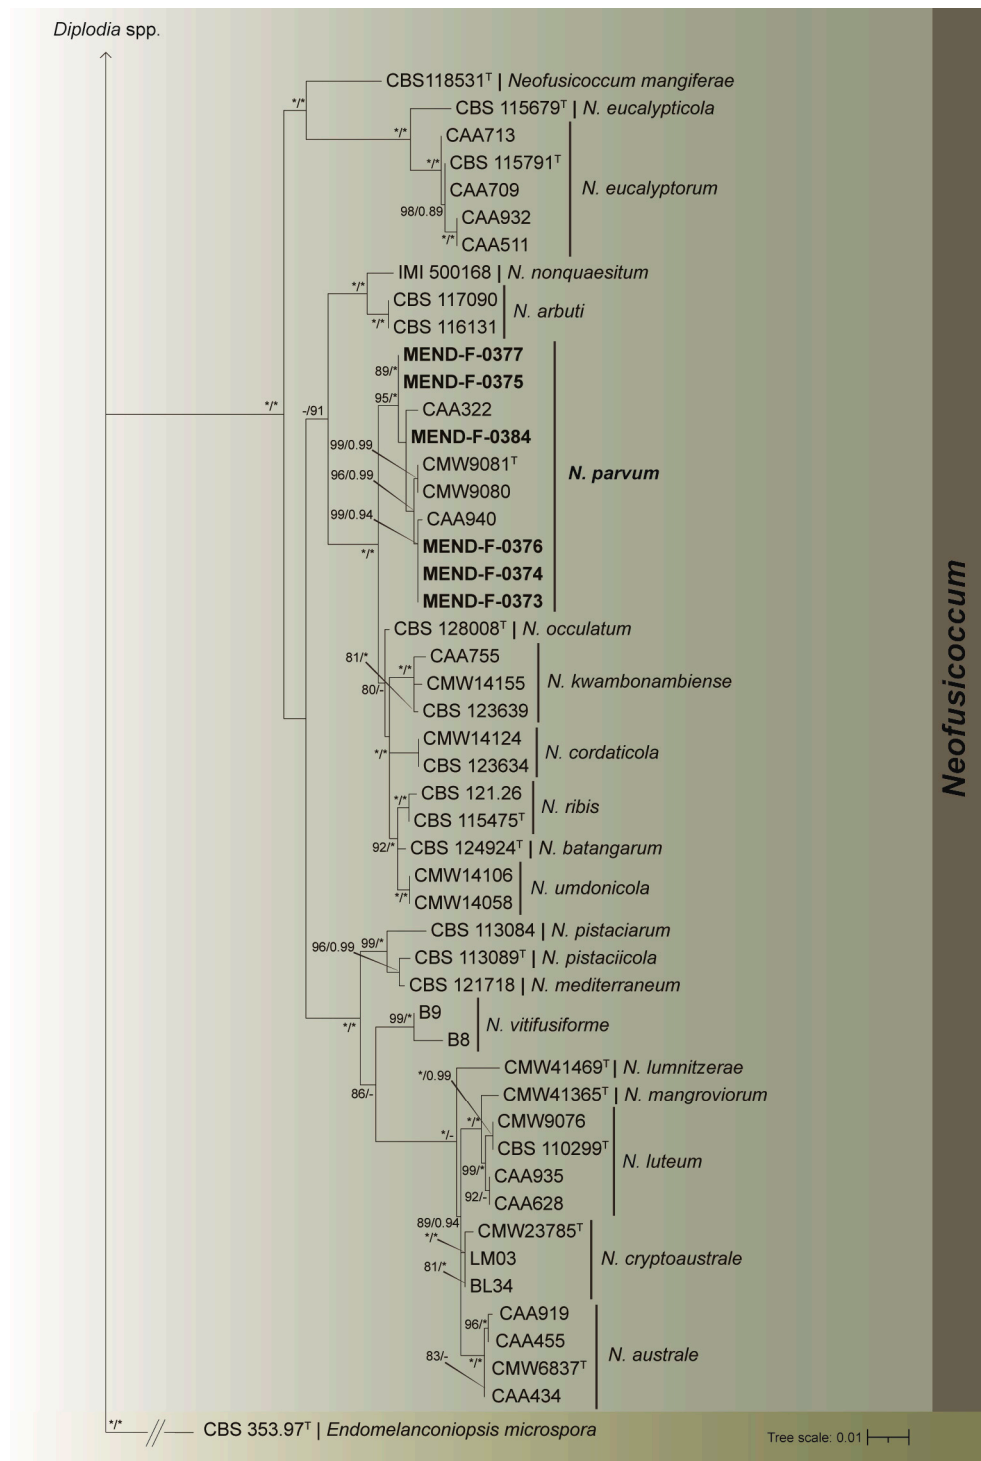 Diplodia spp.
CBS118531ᵀ | Neofusicoccum mangiferae
*/*
CBS 115679ᵀ | N. eucalypticola
*/*
CAA713
*/*
CBS 115791ᵀ
CAA709
N. eucalyptorum
98/0.89
CAA932
*/*
CAA511
IMI 500168 | N. nonquaesitum
*/*
CBS 117090
N. arbuti
*/*
CBS 116131
MEND-F-0377
89/*
MEND-F-0375
95/*
*/*
-/91
CAA322
MEND-F-0384
99/0.99
CMW9081ᵀ
N. parvum
96/0.99
CMW9080
99/0.94
CAA940
MEND-F-0376
*/*
MEND-F-0374
MEND-F-0373
CBS 128008ᵀ | N. occulatum
81/*
CAA755
*/*
CMW14155
N. kwambonambiense
80/-
CBS 123639
CMW14124
*/*
N. cordaticola
CBS 123634
CBS 121.26
*/*
N. ribis
CBS 115475ᵀ
92/*
CBS 124924ᵀ | N. batangarum
CMW14106
N. umdonicola
*/*
CMW14058
CBS 113084 | N. pistaciarum
96/0.99
99/*
CBS 113089ᵀ | N. pistaciicola
CBS 121718 | N. mediterraneum
B9
99/*
*/*
N. vitifusiforme
B8
CMW41469ᵀ | N. lumnitzerae
*/0.99
86/-
CMW41365ᵀ | N. mangroviorum
CMW9076
*/*
*/-
CBS 110299ᵀ
N. luteum
99/*
CAA935
92/-
CAA628
89/0.94
CMW23785ᵀ
*/*
LM03
N. cryptoaustrale
81/*
BL34
CAA919
96/*
CAA455
N. australe
83/-
*/*
CMW6837ᵀ
CAA434
Neofusicoccum
*/*
CBS 353.97ᵀ | Endomelanconiopsis microspora
Tree scale: 0.01